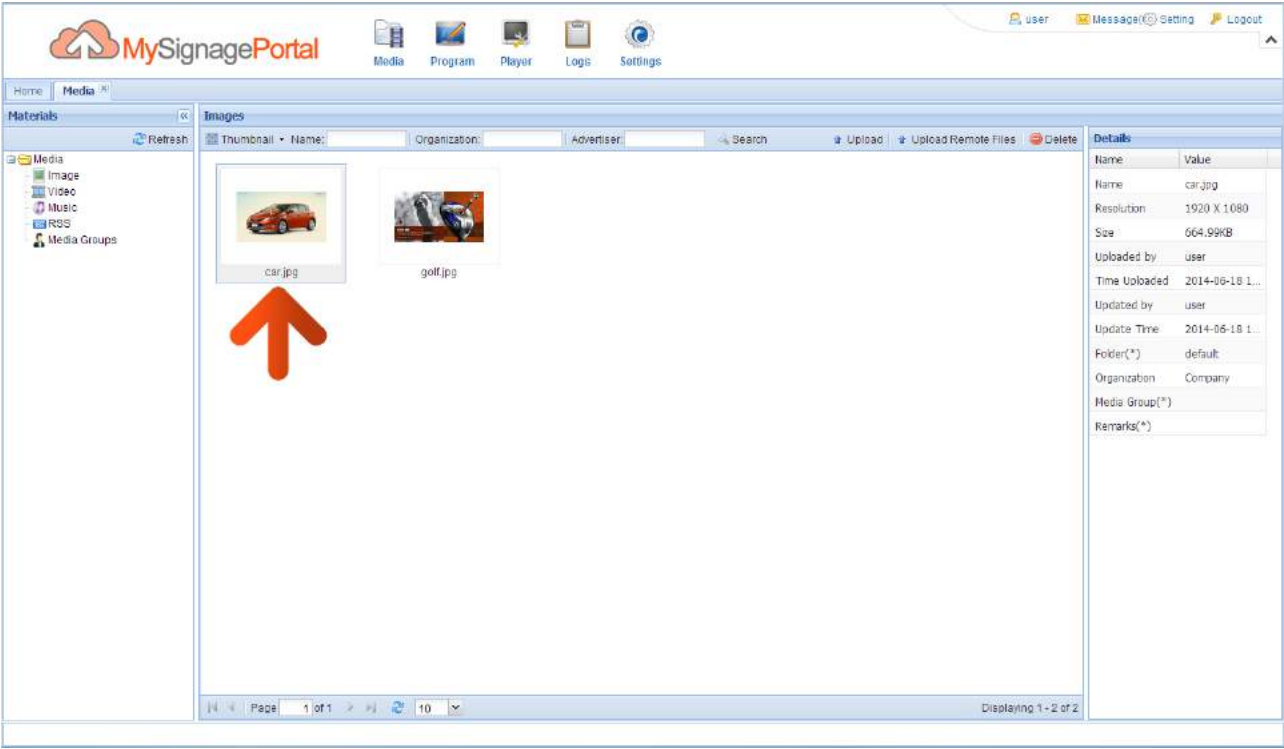 user Message(0) Setting Logout
MySignagePortal
Media Program Player Logs Settings
Home Media
Materials
Refresh
Media
Image
Video
Music
RSS
Media Groups
Images
Thumbnail Name: Organization: Advertiser: Search Upload Upload Remote Files Delete
car.jpg golf.jpg
Page 1 of 1 10 Displaying 1 - 2 of 2
Details
Name Value
Name car.jpg
Resolution 1920 X 1080
Size 664.99KB
Uploaded by user
Time Uploaded 2014-06-18 1...
Updated by user
Update Time 2014-06-18 1...
Folder(*) default
Organization Company
Media Group(*)
Remarks(*)